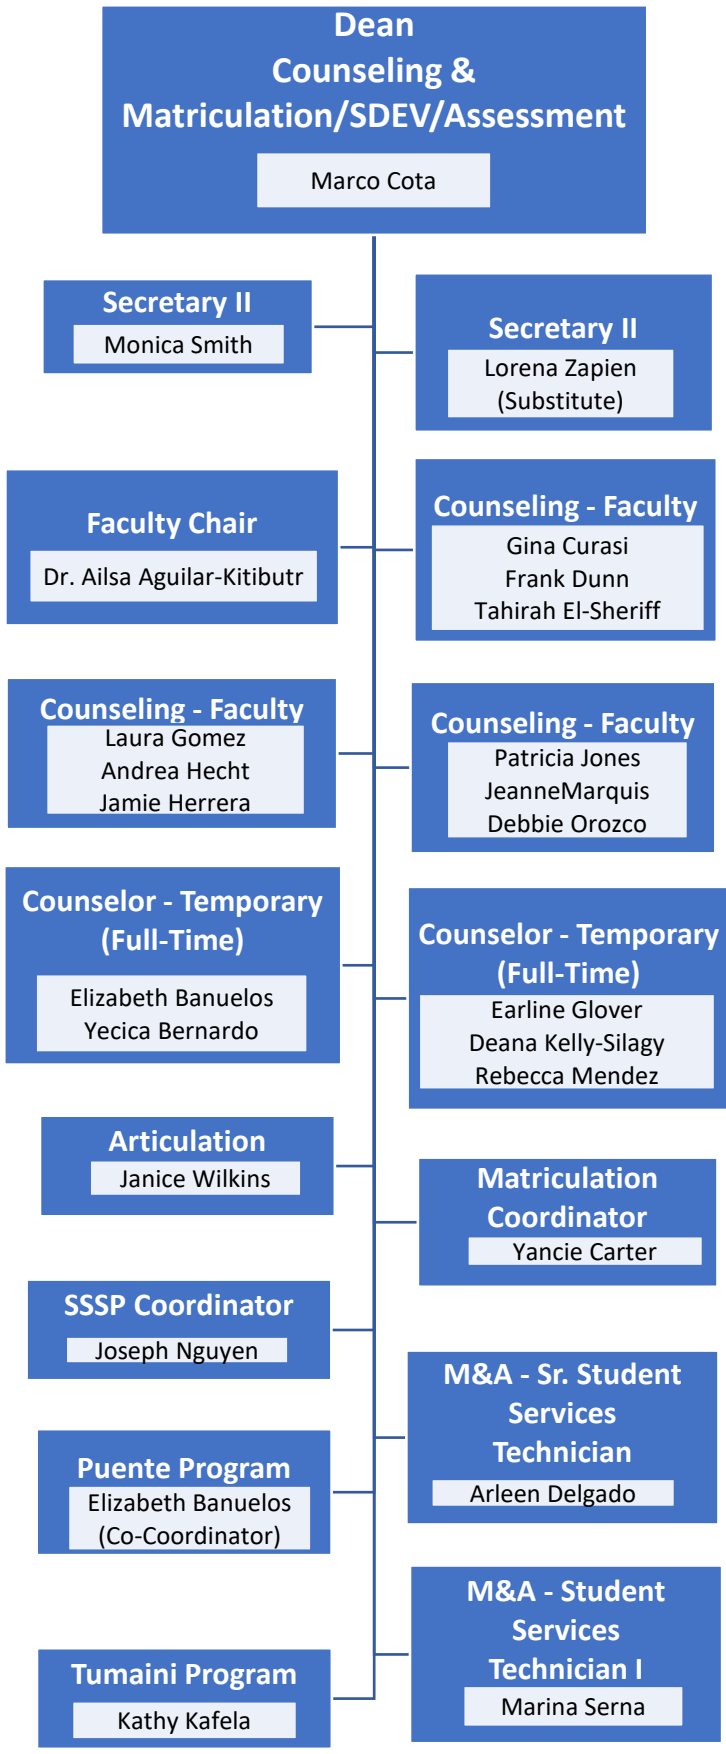 Dean
Counseling &
Matriculation/SDEV/Assessment
Marco Cota
Secretary II
Monica Smith
Secretary II
Lorena Zapien
(Substitute)
Faculty Chair
Dr. Ailsa Aguilar-Kitibutr
Counseling - Faculty
Gina Curasi
Frank Dunn
Tahirah El-Sheriff
Counseling - Faculty
Laura Gomez
Andrea Hecht
Jamie Herrera
Counseling - Faculty
Patricia Jones
JeanneMarquis
Debbie Orozco
Counselor - Temporary
(Full-Time)
Elizabeth Banuelos
Yecica Bernardo
Counselor - Temporary
(Full-Time)
Earline Glover
Deana Kelly-Silagy
Rebecca Mendez
Articulation
Janice Wilkins
Matriculation
Coordinator
Yancie Carter
SSSP Coordinator
Joseph Nguyen
M&A - Sr. Student
Services
Technician
Arleen Delgado
Puente Program
Elizabeth Banuelos
(Co-Coordinator)
M&A - Student
Services
Technician I
Marina Serna
Tumaini Program
Kathy Kafela